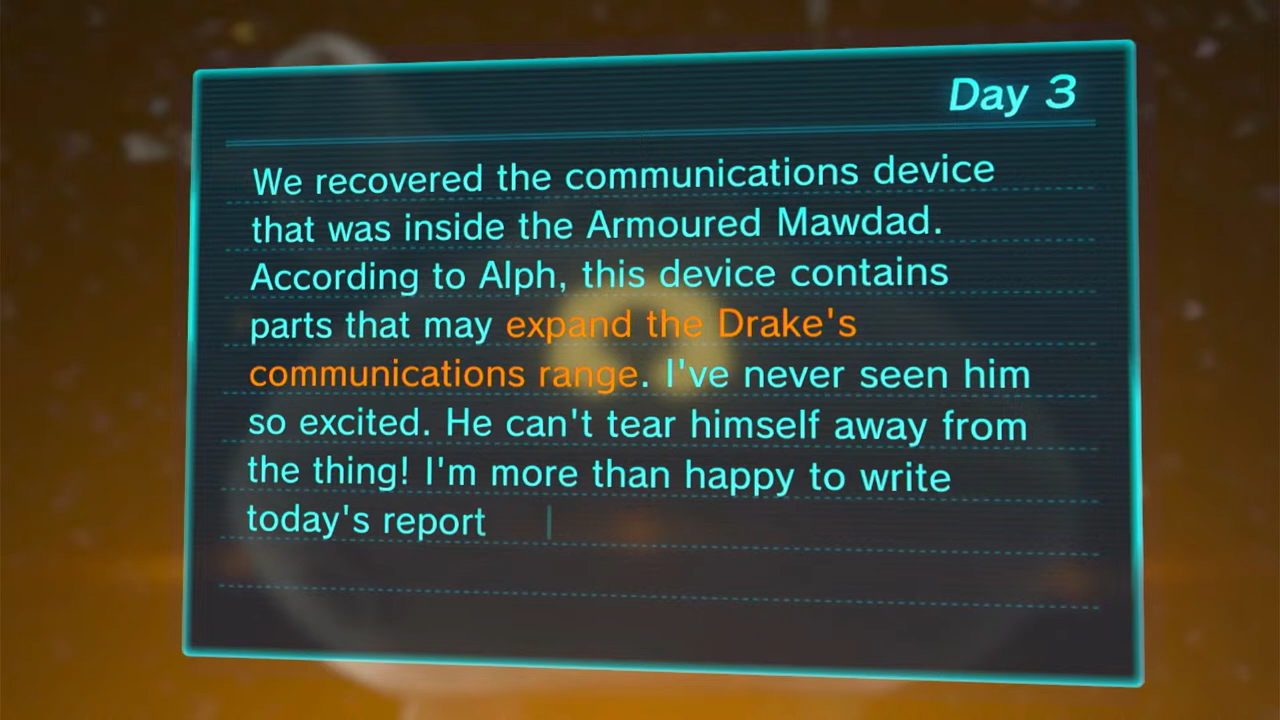 Day 3
We recovered the communications device
that was inside the Armoured Mawdad.
According to Alph, this device contains
parts that may expand the Drake's
communications range. I've never seen him
so excited. He can't tear himself away from
the thing! I'm more than happy to write
today's report